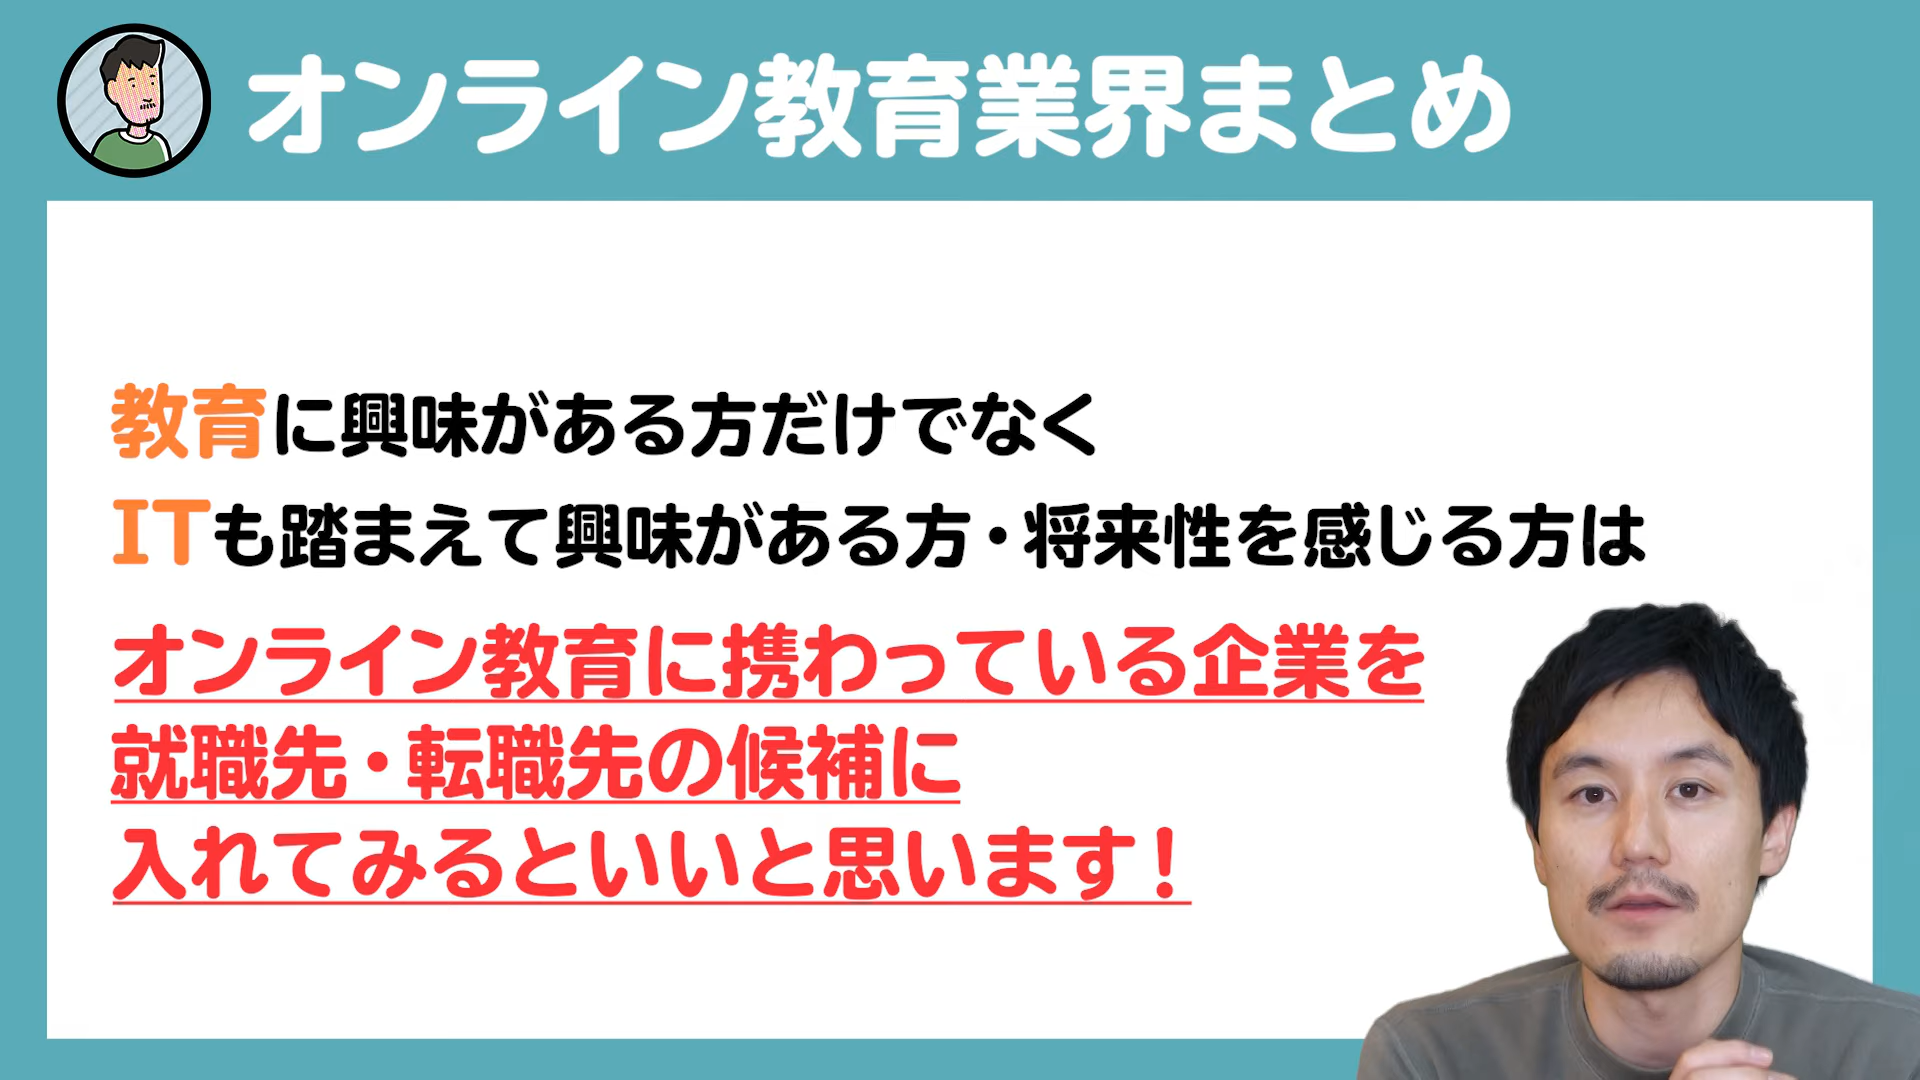 オンライン教育業界まとめ
教育に興味がある方だけでなく
ITも踏まえて興味がある方・将来性を感じる方は
オンライン教育に携わっている企業を
就職先・転職先の候補に
入れてみるといいと思います!